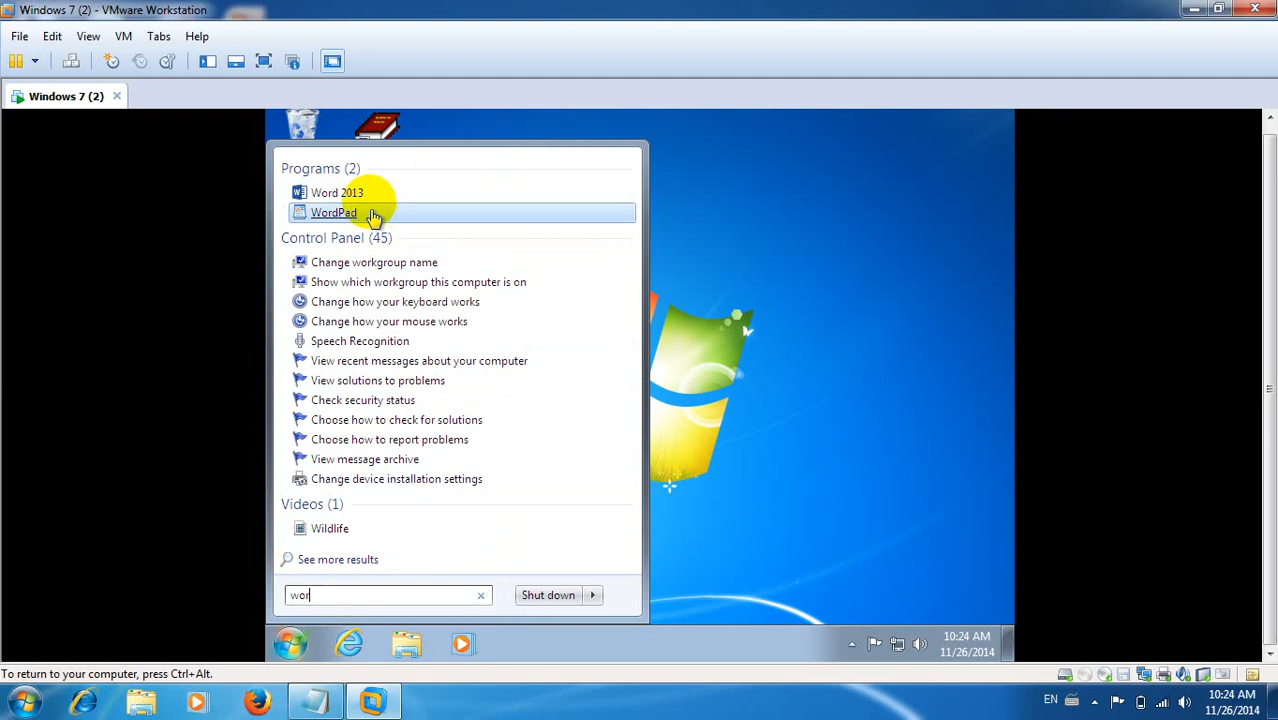 Windows 7 (2) - VMware Workstation
File Edit View VM Tabs Help
Windows 7 (2)
Programs (2)
Word 2013
WordPad
Control Panel (45)
Change workgroup name
Show which workgroup this computer is on
Change how your keyboard works
Change how your mouse works
Speech Recognition
View recent messages about your computer
View solutions to problems
Check security status
Choose how to check for solutions
Choose how to report problems
View message archive
Change device installation settings
Videos (1)
Wildlife
See more results
wor
Shut down
10:24 AM
11/26/2014
To return to your computer, press Ctrl+Alt.
EN
10:24 AM
11/26/2014